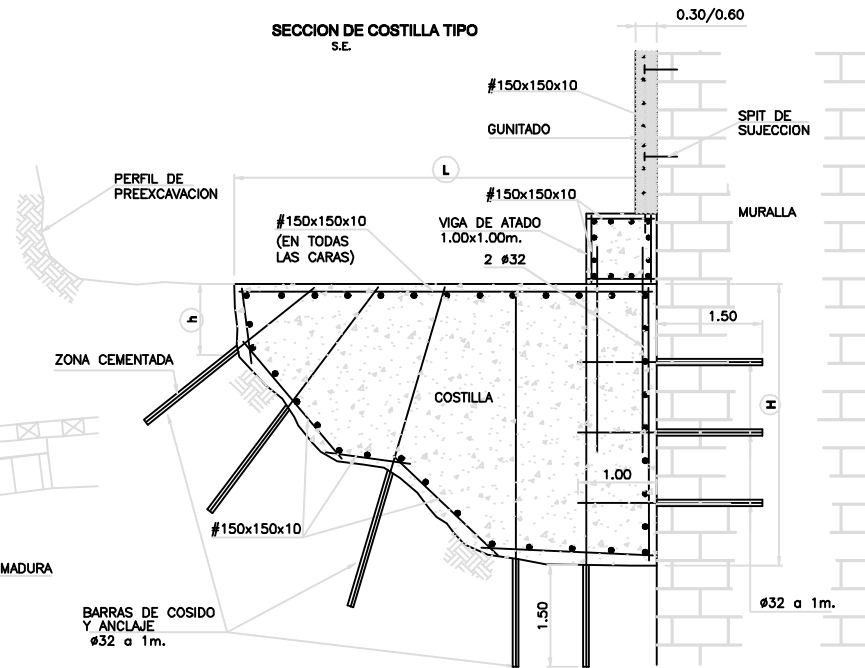 SECCION DE COSTILLA TIPO
S.E.
0.30/0.60
#150x150x10
GUNITADO
SPIT DE
SUJECCION
L
PERFIL DE
PREEXCAVACION
#150x150x10
(EN TODAS
LAS CARAS)
#150x150x10
VIGA DE ATADO
1.00x1.00m.
2 ø32
MURALLA
h
1.50
ZONA CEMENTADA
COSTILLA
H
1.00
#150x150x10
MADURA
BARRAS DE COSIDO
Y ANCLAJE
ø32 a 1m.
1.50
ø32 a 1m.